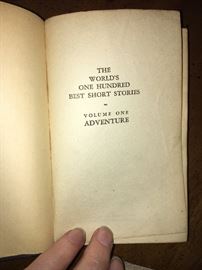 THE
WORLD'S
ONE HUNDRED
BEST SHORT STORIES
VOLUME ONE
ADVENTURE